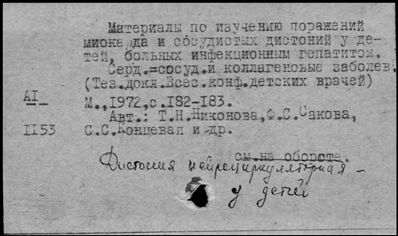 Материалы по изучению поражений
миокарда и сосудистых дистоний у де-
тей, больных инфекционным гепатитом.
Серд.=сосуд.и коллагеновые заболев.
(Тез.докл.Всес.конф.детских врачей)
АІ М.,1972,с.182-183.
Авт.: Т.Н.Никонова,Ф.С.Сакова,
1153 С.С.Концевая и др.
см.на обороте.
Дистония нейроциркуляторная -
у детей